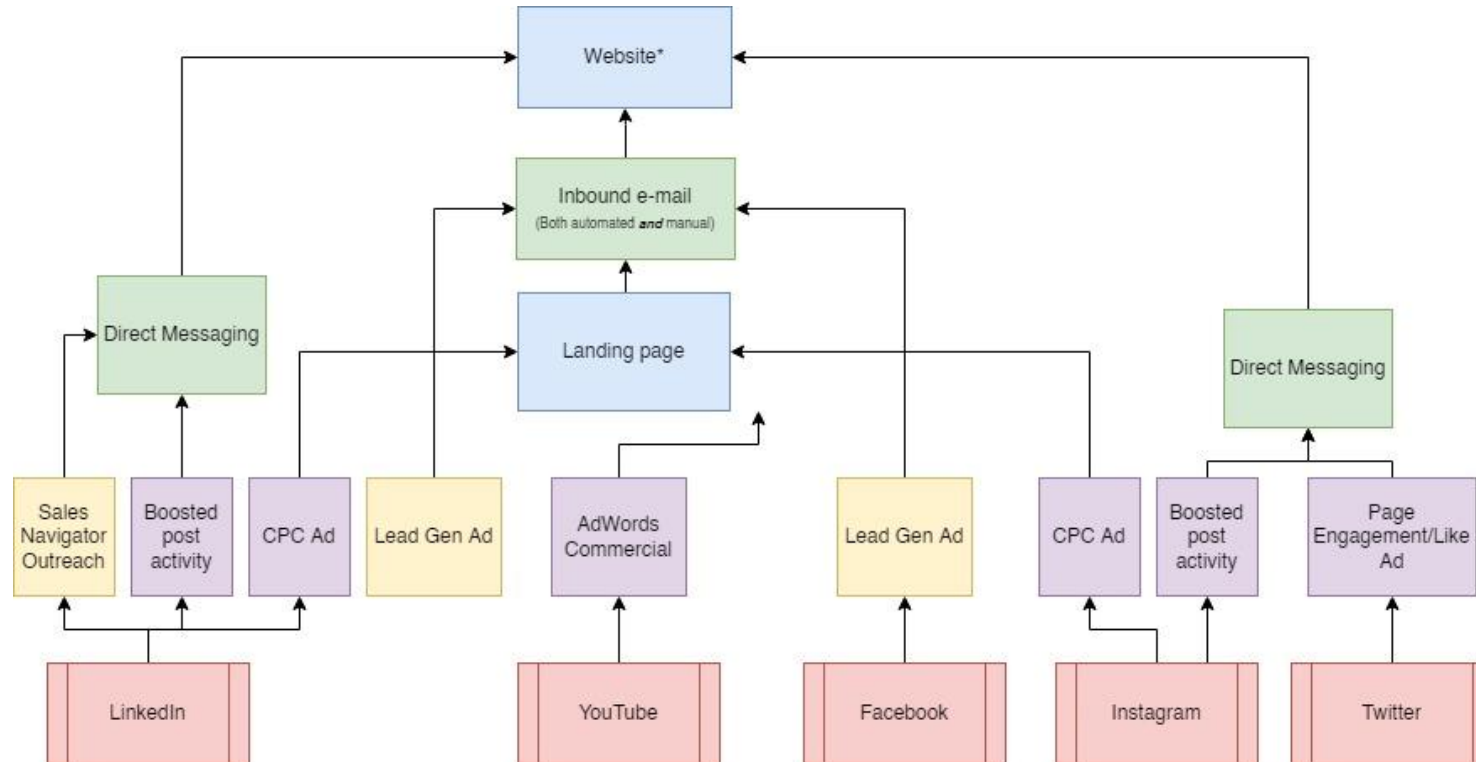 Website*
Inbound e-mail
(Both automated and manual)
Direct Messaging
Landing page
Direct Messaging
Sales
Navigator
Outreach
Boosted
post
activity
CPC Ad
Lead Gen Ad
AdWords
Commercial
Lead Gen Ad
CPC Ad
Boosted
post
activity
Page
Engagement/Like
Ad
LinkedIn
YouTube
Facebook
Instagram
Twitter